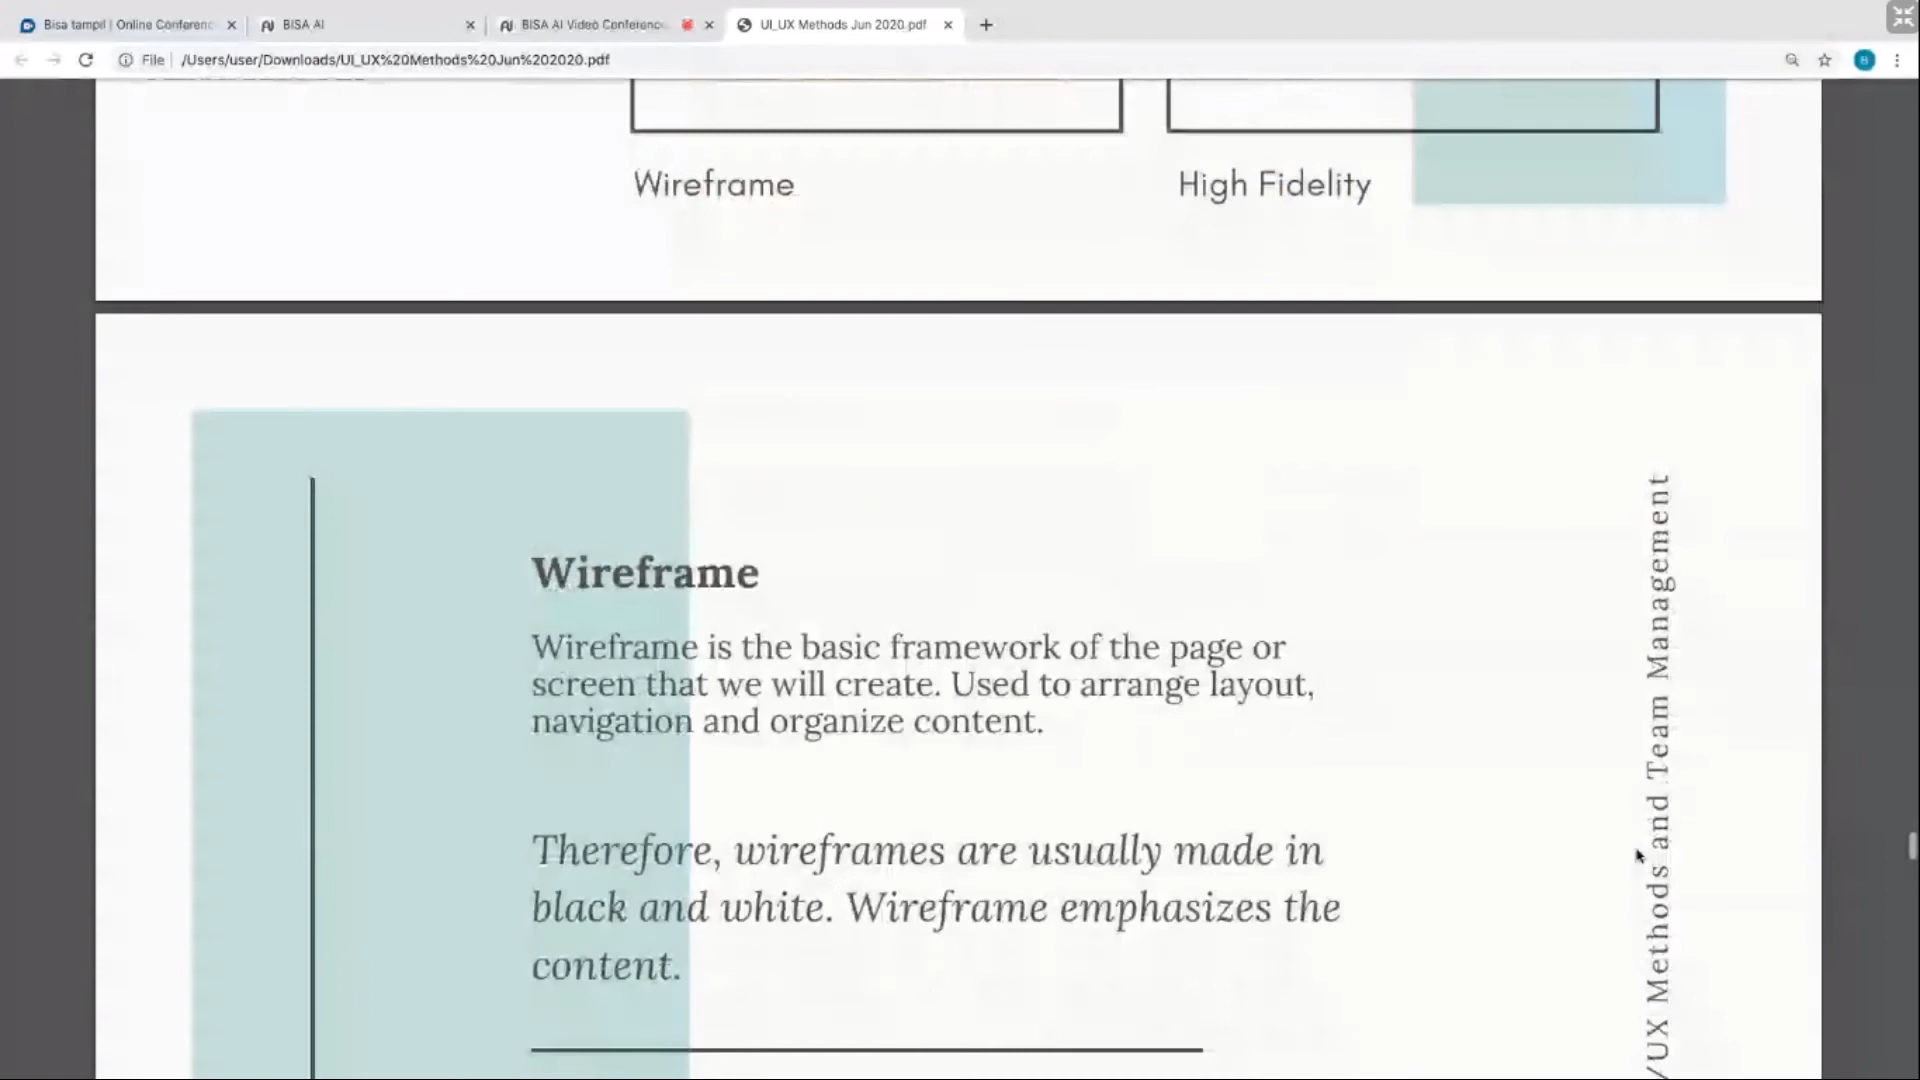 Bisa tampil | Online Conferenc
BISA AI
BISA AI Video Conference
UI_UX Methods Jun 2020.pdf
File
/Users/user/Downloads/UI_UX%20Methods%20Jun%202020.pdf
Wireframe
High Fidelity
Wireframe
Wireframe is the basic framework of the page or
screen that we will create. Used to arrange layout,
navigation and organize content.
Therefore, wireframes are usually made in
black and white. Wireframe emphasizes the
content.
/UX Methods and Team Management